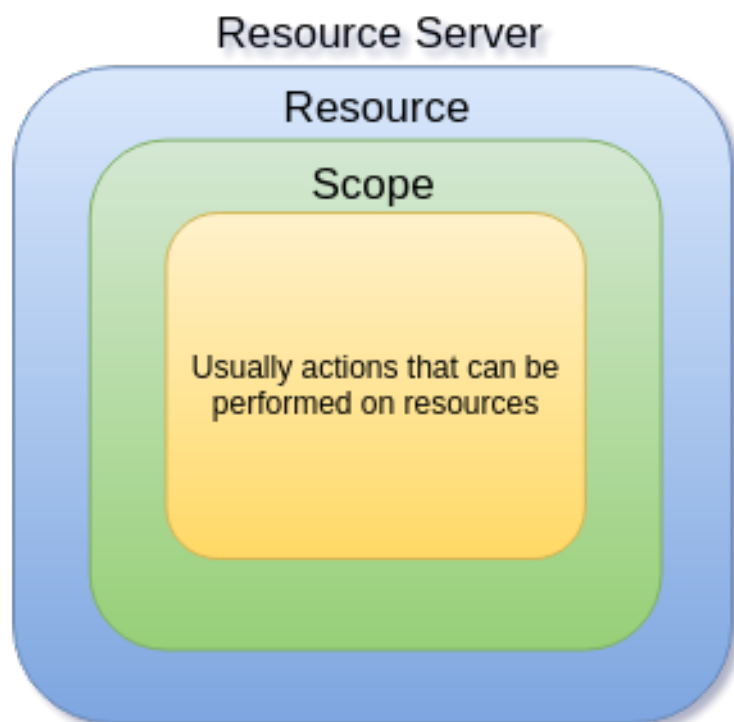 Resource Server
Resource
Scope
Usually actions that can be
performed on resources